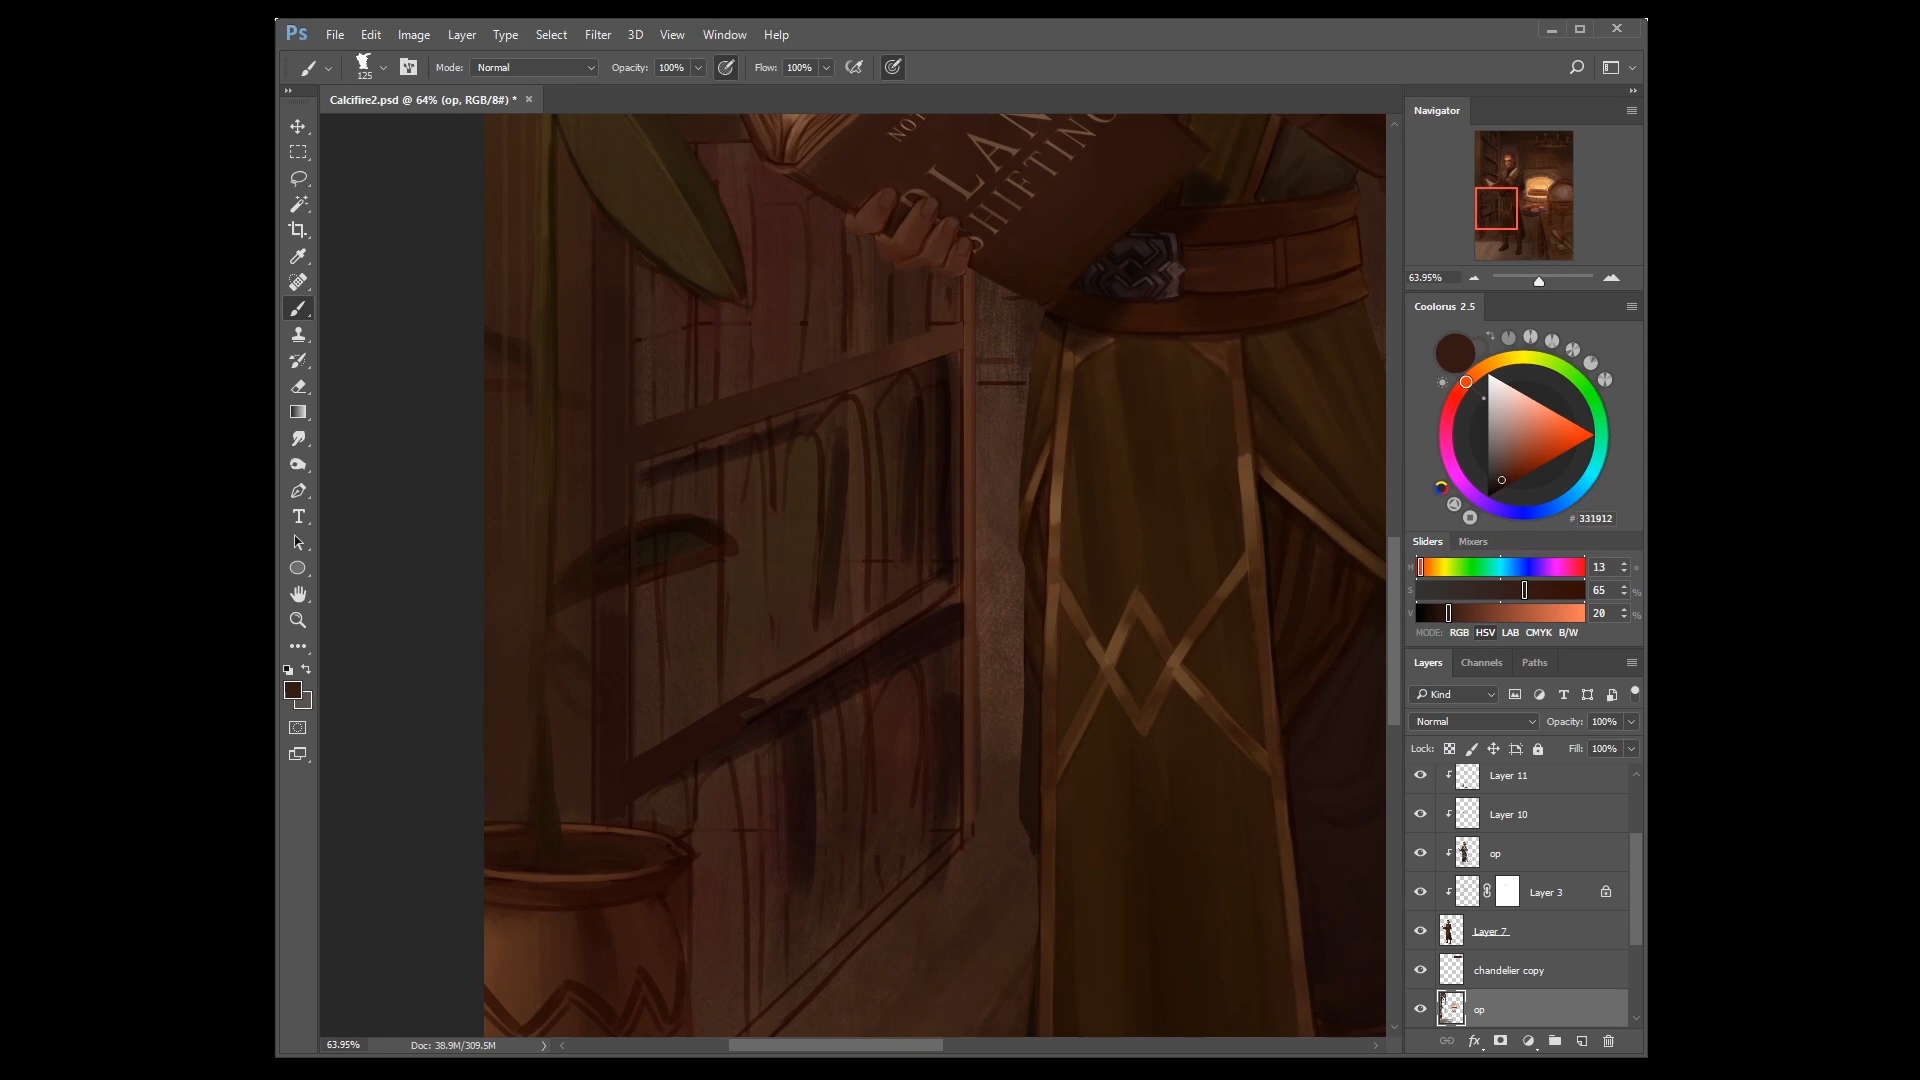 Ps File Edit Image Layer Type Select Filter 3D View Window Help
125 Mode: Normal Opacity: 100% Flow: 100%
Calcifire2.psd @ 64% (op, RGB/8#) * ×
NOT
PLAN
SHIFTING
63.95% Doc: 38.9M/309.5M
Navigator
63.95%
Coolorus 2.5
# 331912
Sliders Mixers
H 13 °
S 65 %
V 20 %
MODE: RGB HSV LAB CMYK B/W
Layers Channels Paths
Kind
Normal Opacity: 100%
Lock: Fill: 100%
Layer 11
Layer 10
op
Layer 3
Layer 7
chandelier copy
op
fx